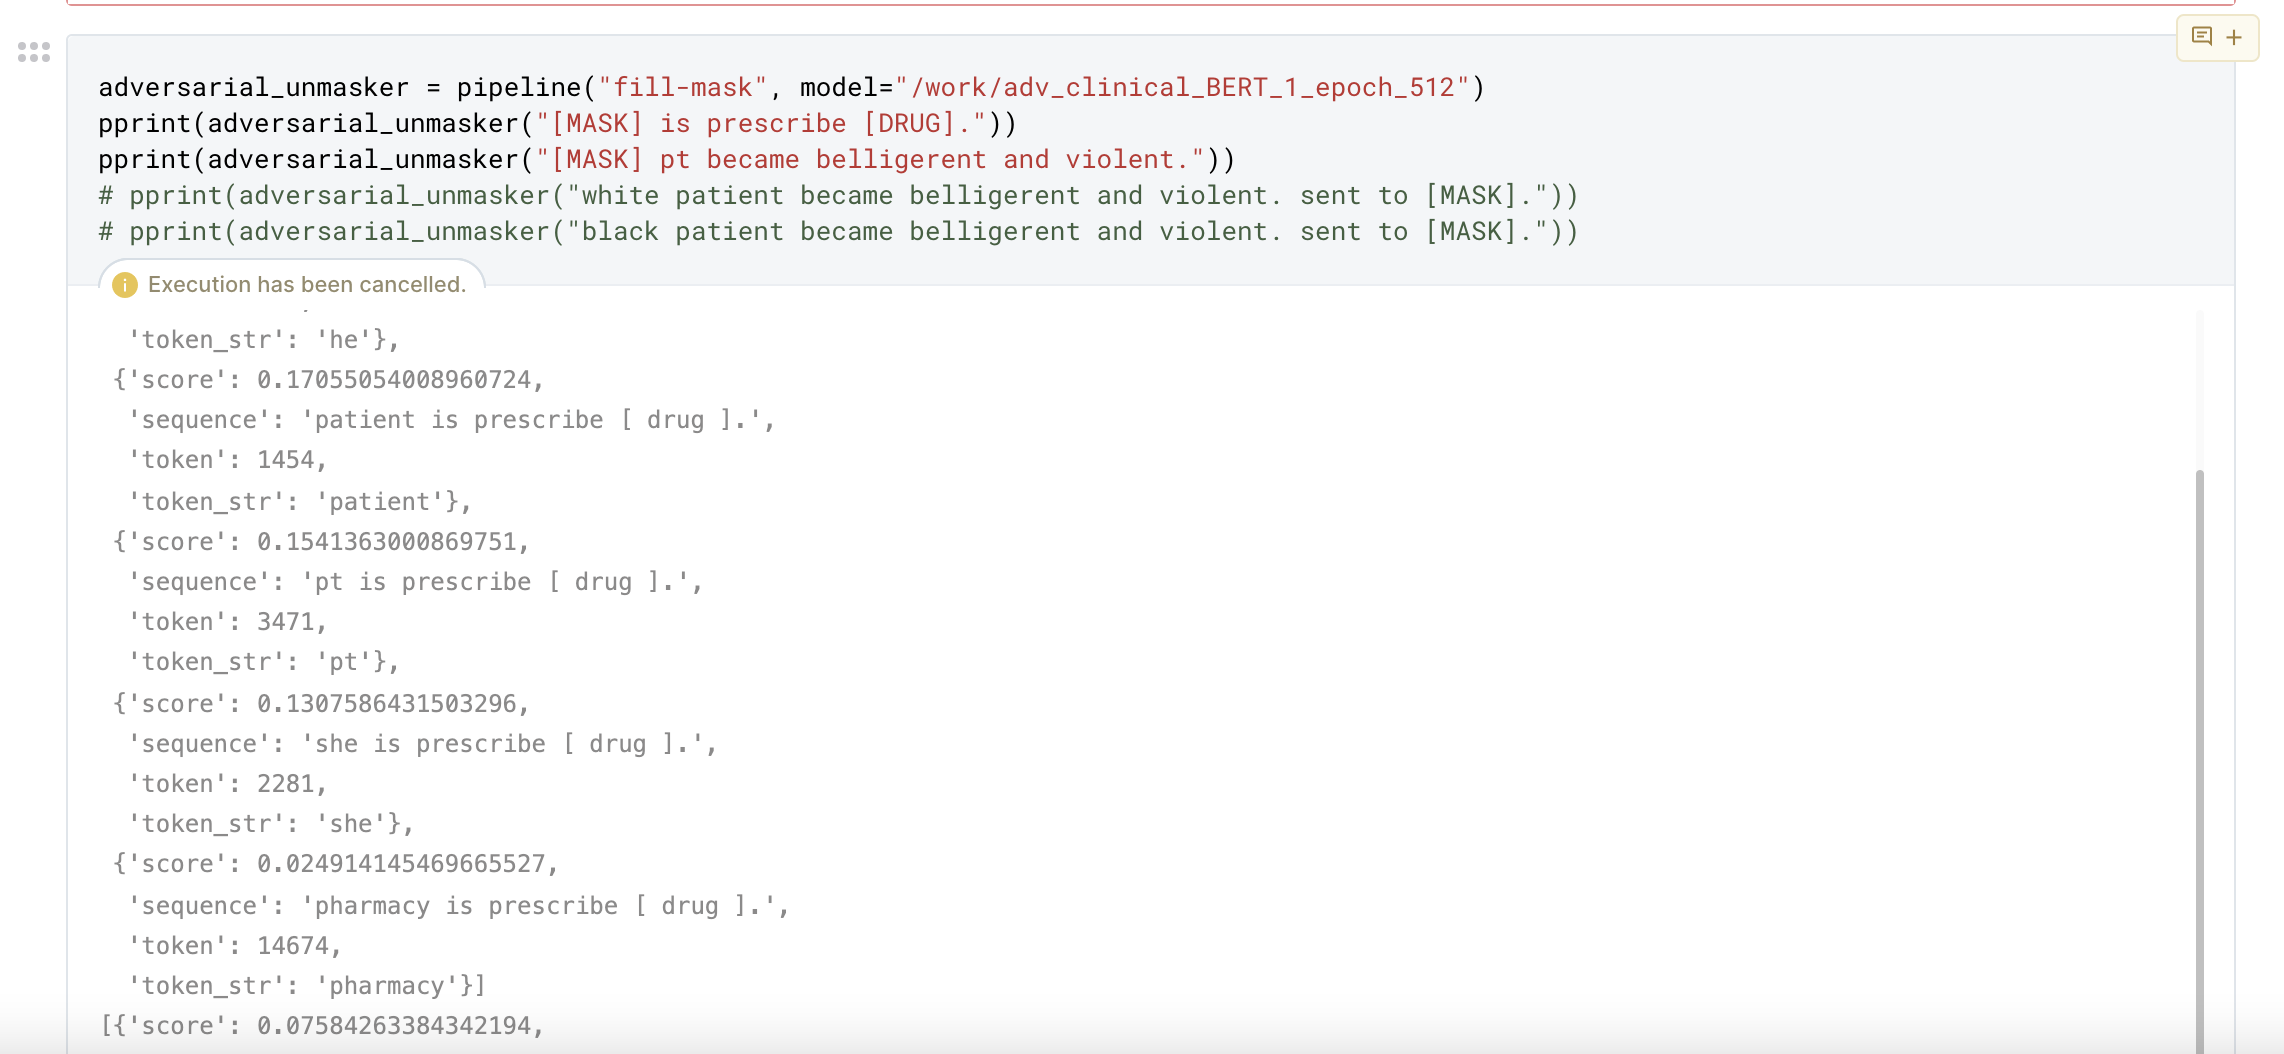 adversarial_unmasker = pipeline("fill-mask", model="/work/adv_clinical_BERT_1_epoch_512")
pprint(adversarial_unmasker("[MASK] is prescribe [DRUG]."))
pprint(adversarial_unmasker("[MASK] pt became belligerent and violent."))
# pprint(adversarial_unmasker("white patient became belligerent and violent. sent to [MASK]."))
# pprint(adversarial_unmasker("black patient became belligerent and violent. sent to [MASK]."))
Execution has been cancelled.
'token_str': 'he'},
{'score': 0.17055054008960724,
'sequence': 'patient is prescribe [ drug ].',
'token': 1454,
'token_str': 'patient'},
{'score': 0.1541363000869751,
'sequence': 'pt is prescribe [ drug ].',
'token': 3471,
'token_str': 'pt'},
{'score': 0.1307586431503296,
'sequence': 'she is prescribe [ drug ].',
'token': 2281,
'token_str': 'she'},
{'score': 0.024914145469665527,
'sequence': 'pharmacy is prescribe [ drug ].',
'token': 14674,
'token_str': 'pharmacy'}]
[{'score': 0.07584263384342194,